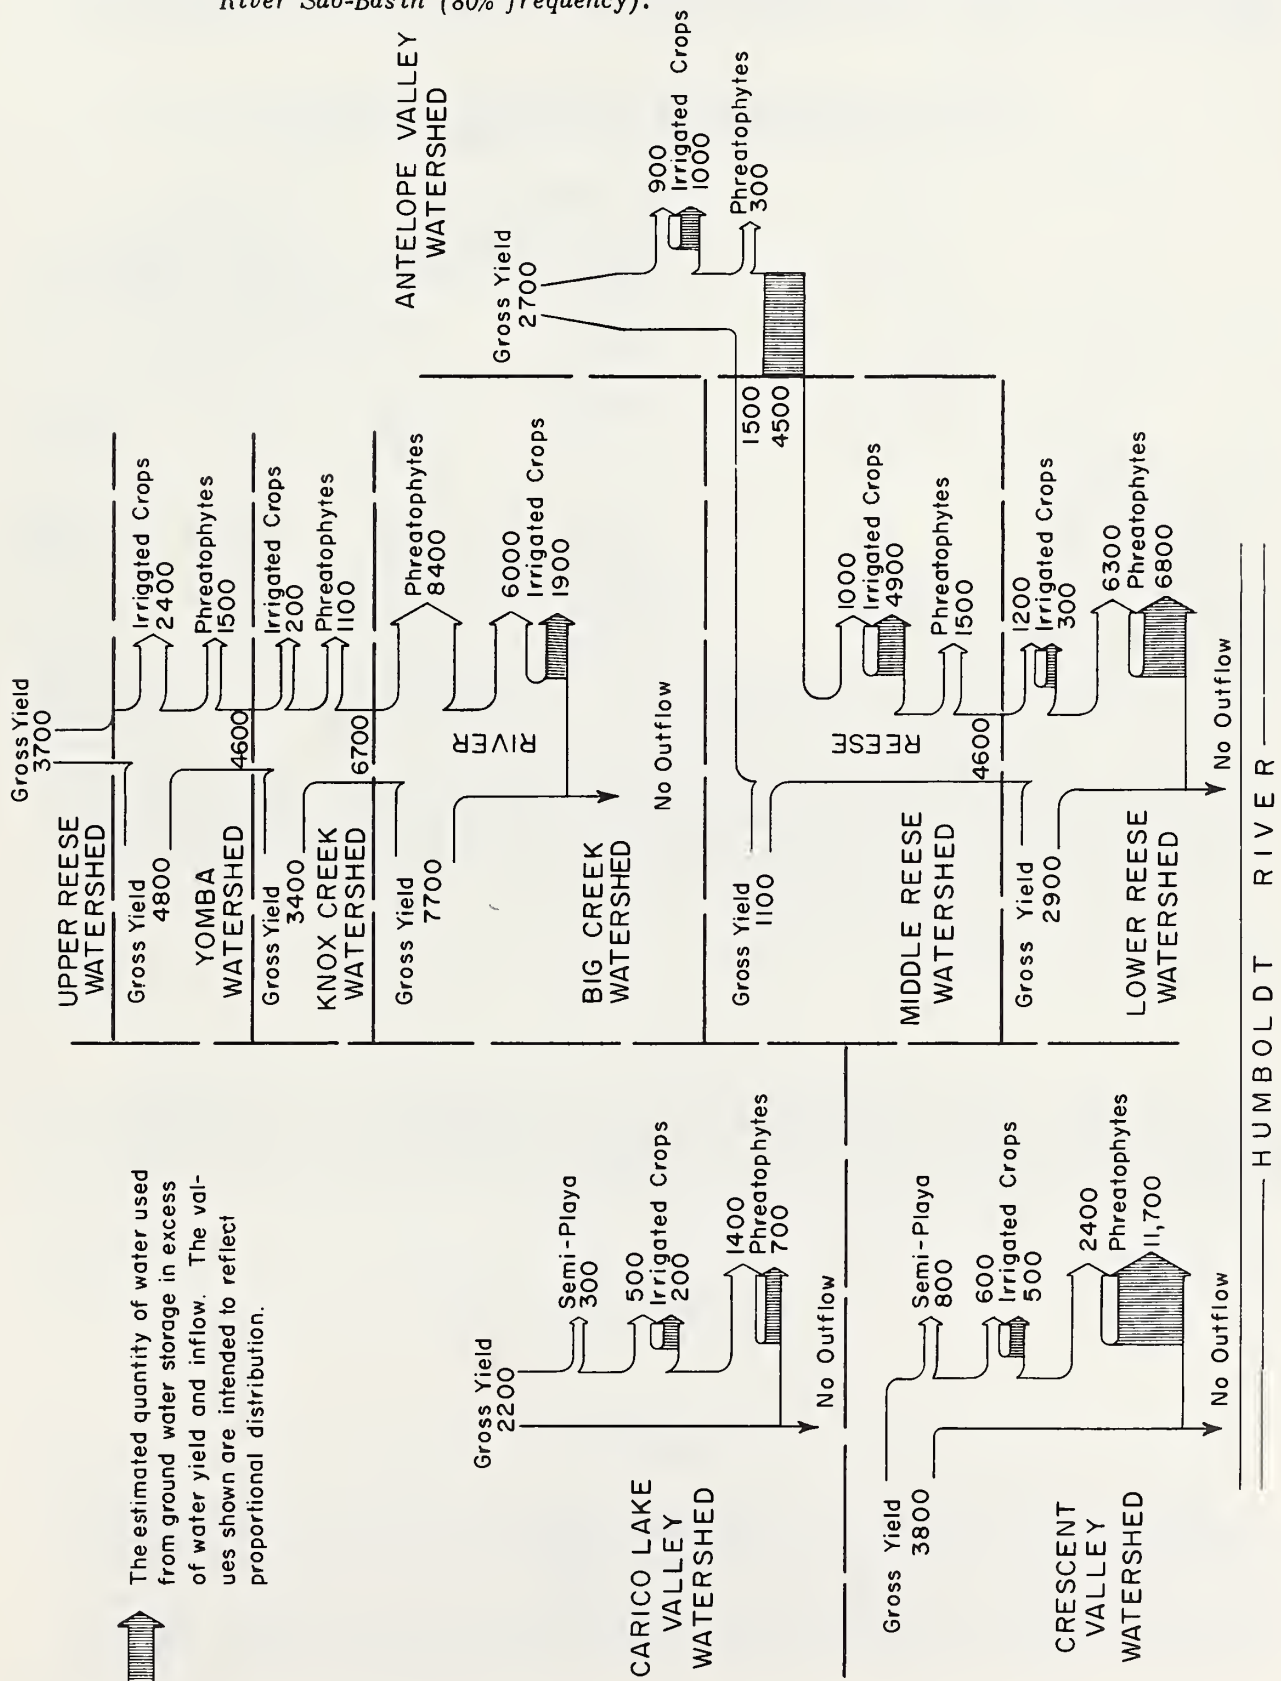 River Sub-Basin (80% frequency).
The estimated quantity of water used
from ground water storage in excess
of water yield and inflow. The val-
ues shown are intended to reflect
proportional distribution.
UPPER REESE
WATERSHED
Gross Yield
3700
Gross Yield
4800
Irriggted Crops
2400
Phreatophytes
1500
YOMBA
WATERSHED
4600
Gross Yield
3400
Irrigated Crops
200
Phreatophytes
1100
KNOX CREEK
WATERSHED
6700
Gross Yield
7700
Phreatophytes
8400
RIVER
6000
Irrigated Crops
1900
BIG CREEK
WATERSHED
No Outflow
ANTELOPE VALLEY
WATERSHED
Gross Yield
2700
900
Irrigated Crops
1000
Phreatophytes
300
1500
4500
Gross Yield
1100
REESE
1000
Irrigated Crops
4900
Phreatophytes
1500
MIDDLE REESE
WATERSHED
4600
Gross Yield
2900
1200
Irrigated Crops
300
6300
Phreatophytes
6800
LOWER REESE
WATERSHED
No Outflow
CARICO LAKE
VALLEY
WATERSHED
Gross Yield
2200
Semi-Playa
300
500
Irrigated Crops
200
1400
Phreatophytes
700
No Outflow
CRESCENT
VALLEY
WATERSHED
Gross Yield
3800
Semi-Playa
800
600
Irrigated Crops
500
2400
Phreatophytes
11,700
No Outflow
HUMBOLDT RIVER